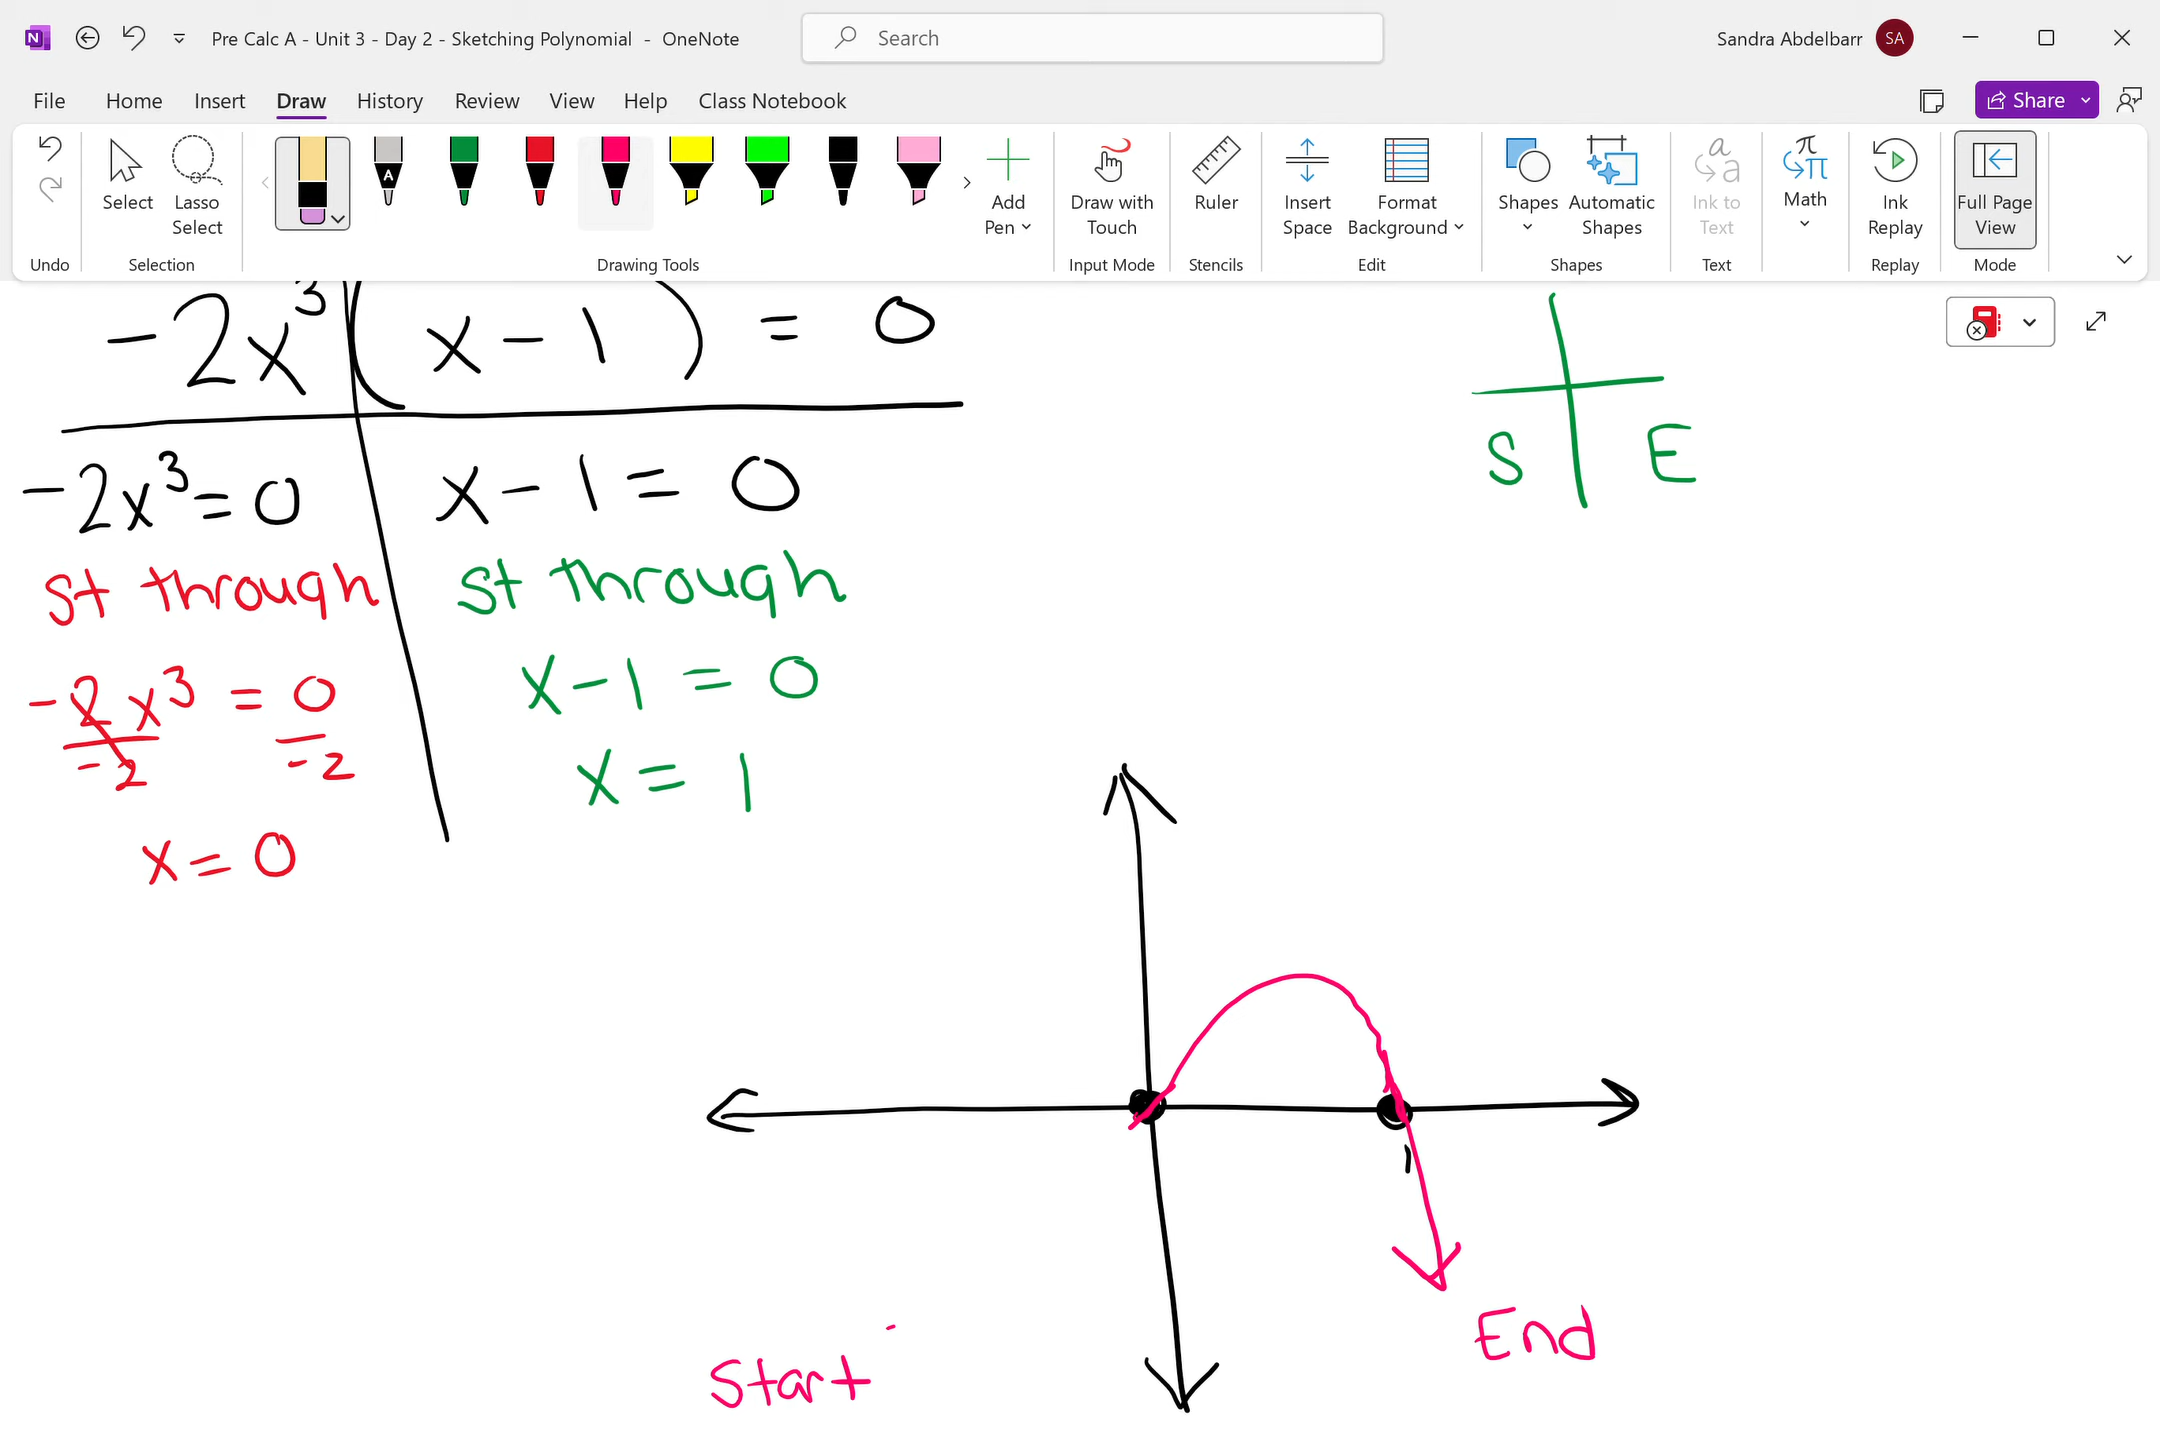 Pre Calc A - Unit 3 - Day 2 - Sketching Polynomial - OneNote
Search
Sandra Abdelbarr
SA
File Home Insert Draw History Review View Help Class Notebook
Share
Select
Lasso Select
A
Add Pen
Draw with Touch
Ruler
Insert Space
Format Background
Shapes
Automatic Shapes
Ink to Text
Math
Ink Replay
Full Page View
Undo
Selection
Drawing Tools
Input Mode
Stencils
Edit
Shapes
Text
Replay
Mode
-2x³(x-1) = 0
-2x³=0
x-1=0
st through
st through
-2x³ = 0
-2 -2
x=0
x-1=0
x=1
S E
1
Start
End